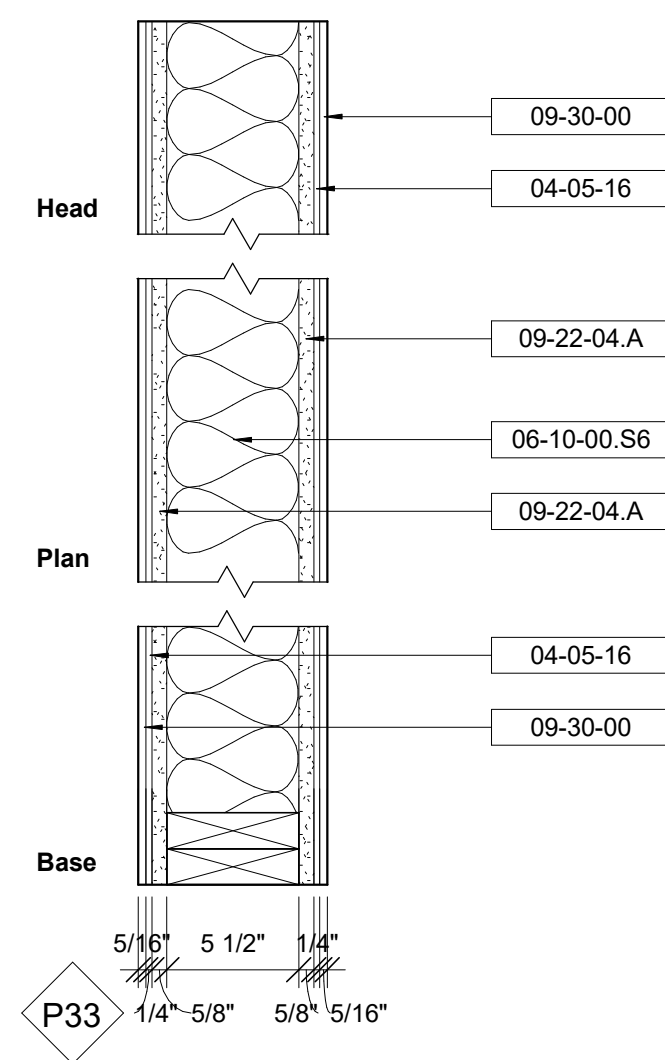 09-30-00
04-05-16
Head
09-22-04.A
06-10-00.S6
09-22-04.A
Plan
04-05-16
09-30-00
Base
5/16" 5 1/2" 1/4"
P33 1/4" 5/8" 5/8" 5/16"